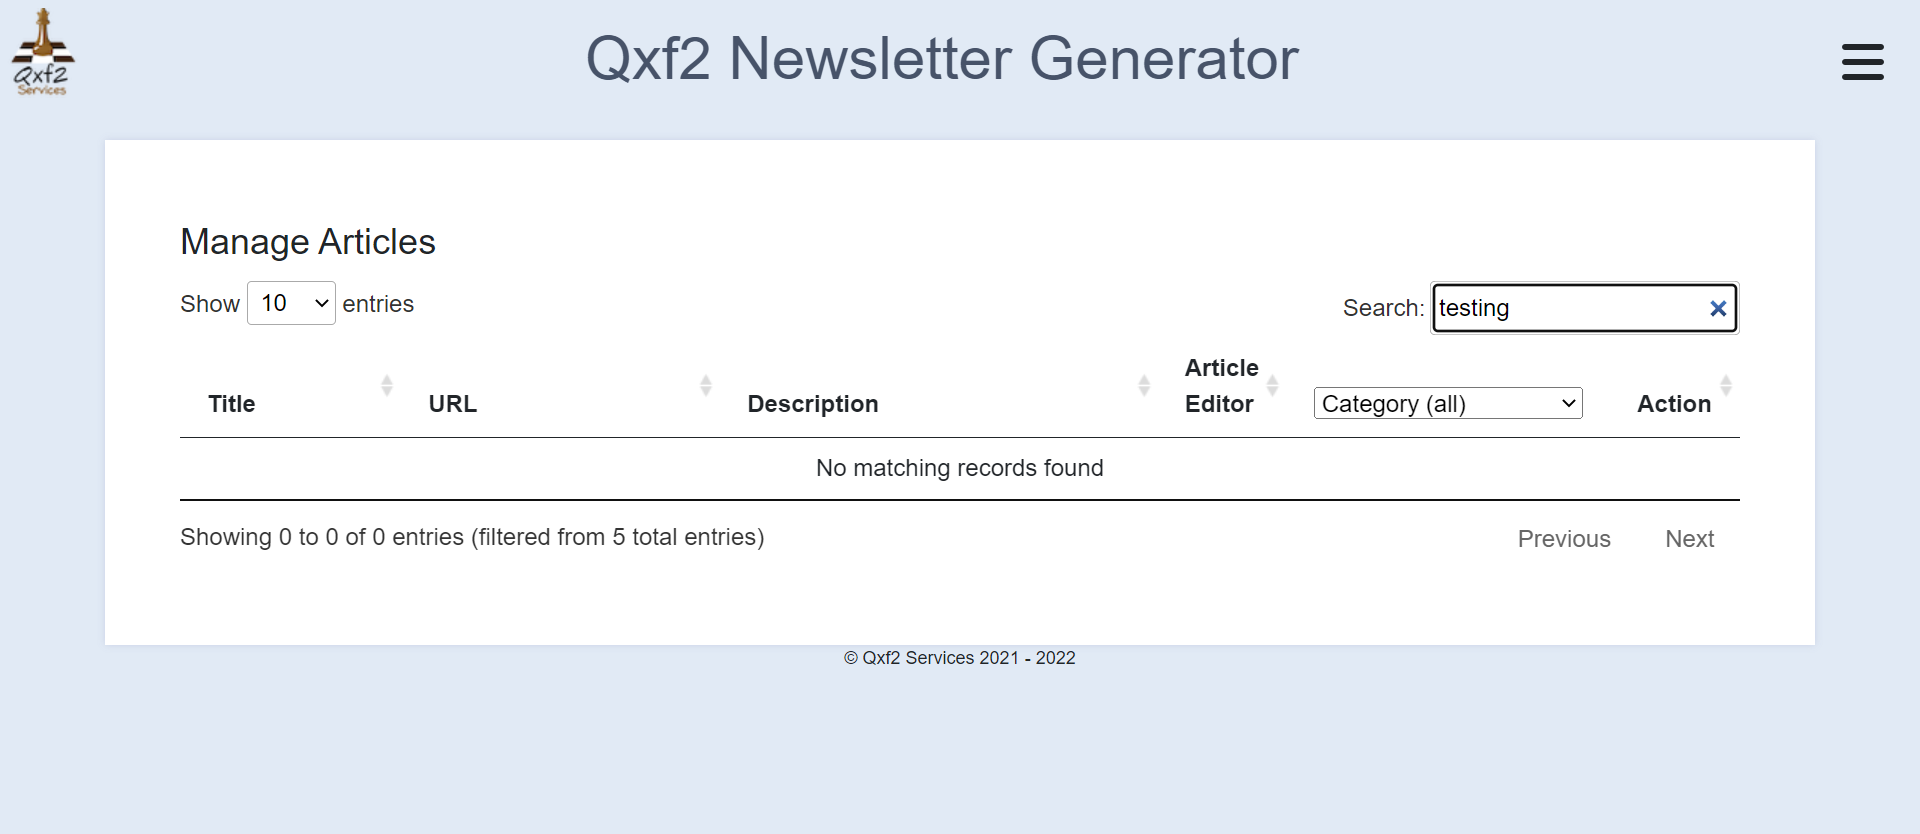 Qxf2
Services
Qxf2 Newsletter Generator
Manage Articles
Show 10 entries
Search: testing
Title URL Description Article Editor Category (all) Action
No matching records found
Showing 0 to 0 of 0 entries (filtered from 5 total entries)
Previous Next
© Qxf2 Services 2021 - 2022